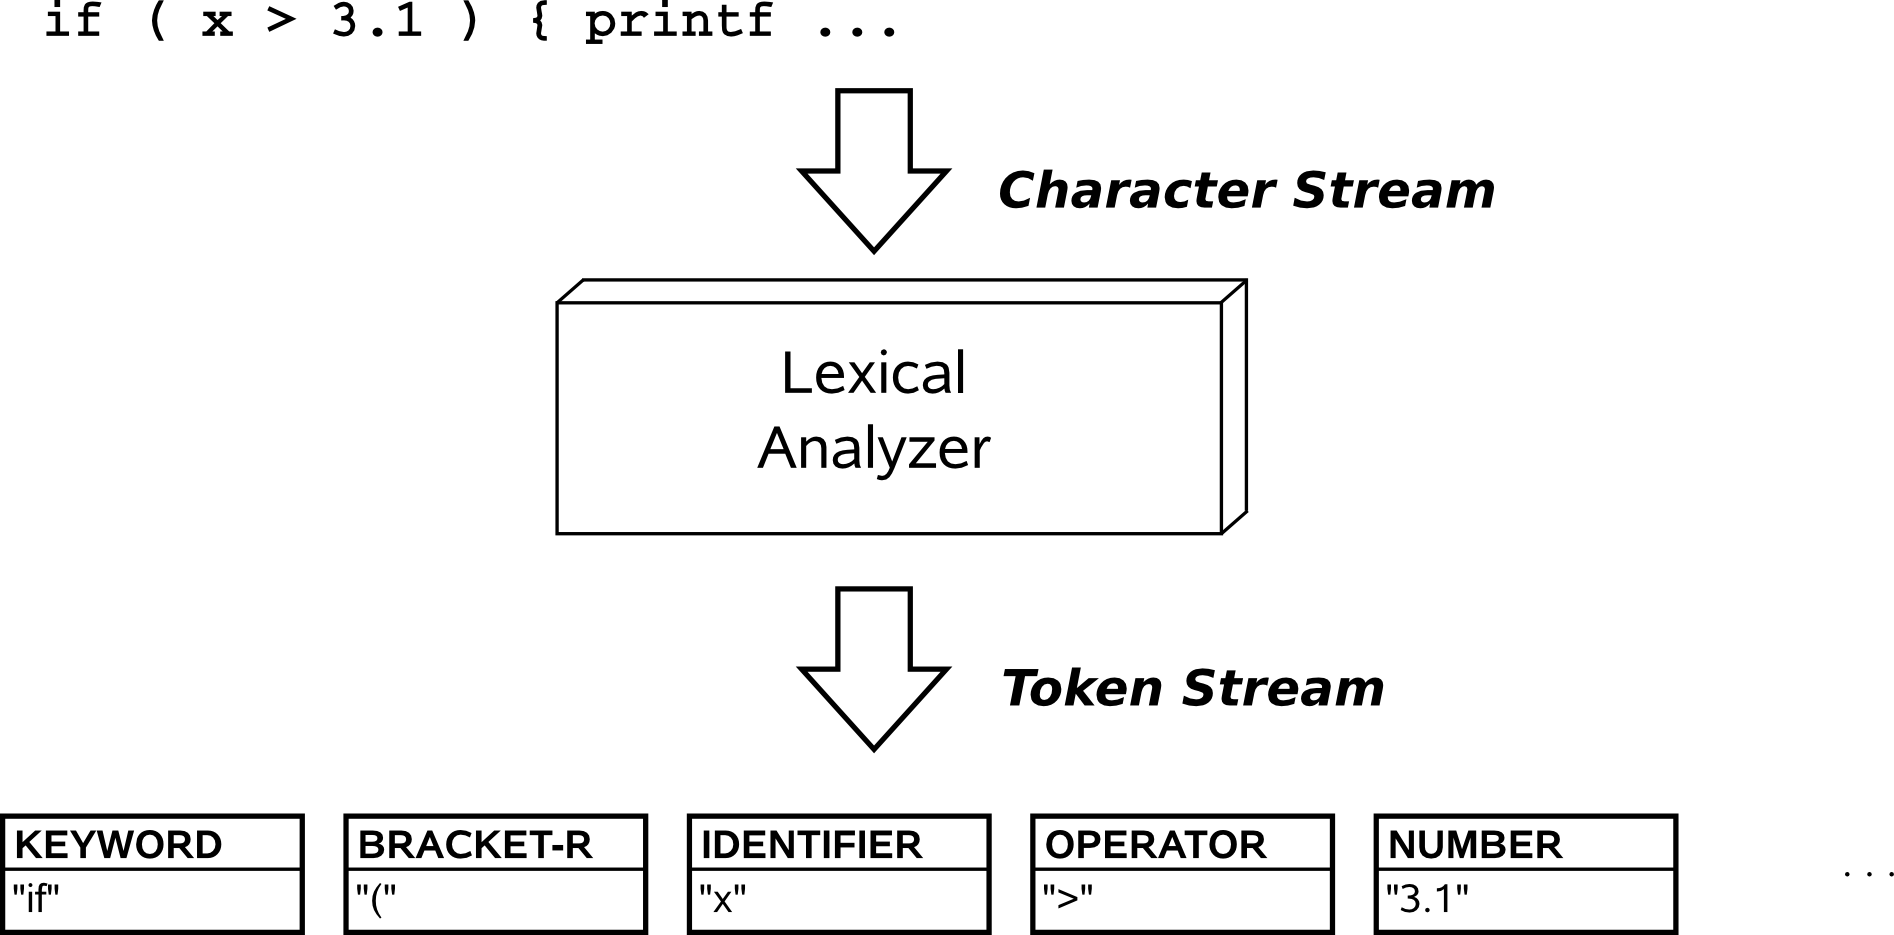 if ( x > 3.1 ) { printf ...
Character Stream
Lexical
Analyzer
Token Stream
KEYWORD BRACKET-R IDENTIFIER OPERATOR NUMBER
"if" "(" "x" ">" "3.1" ...